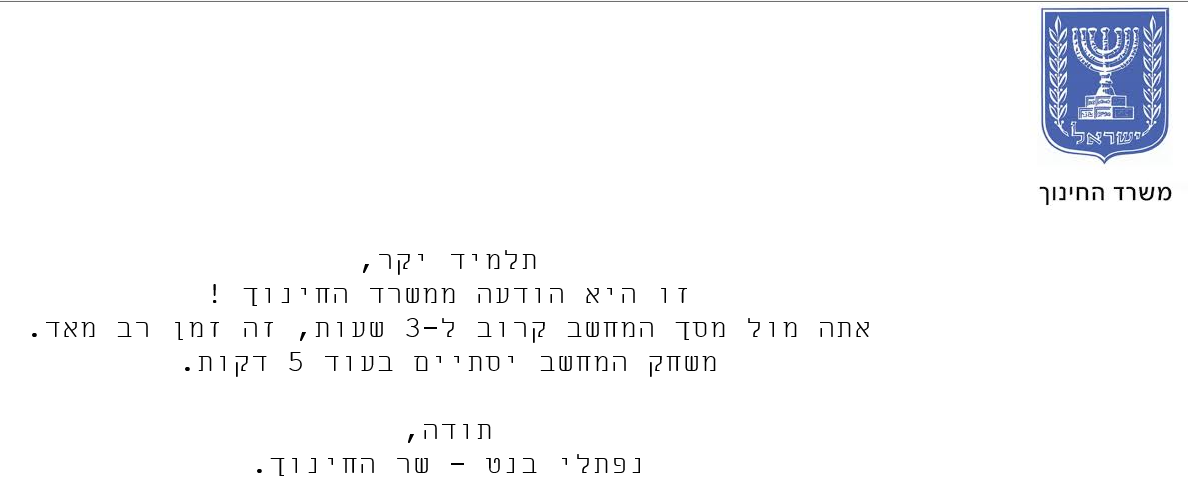 ישראל
משרד החינוך
תלמיד יקר,
זו היא הודעה ממשרד החינוך !
אתה מול מסך המחשב קרוב ל-3 שעות, זה זמן רב מאד.
משחק המחשב יסתיים בעוד 5 דקות.
תודה,
נפתלי בנט - שר החינוך.